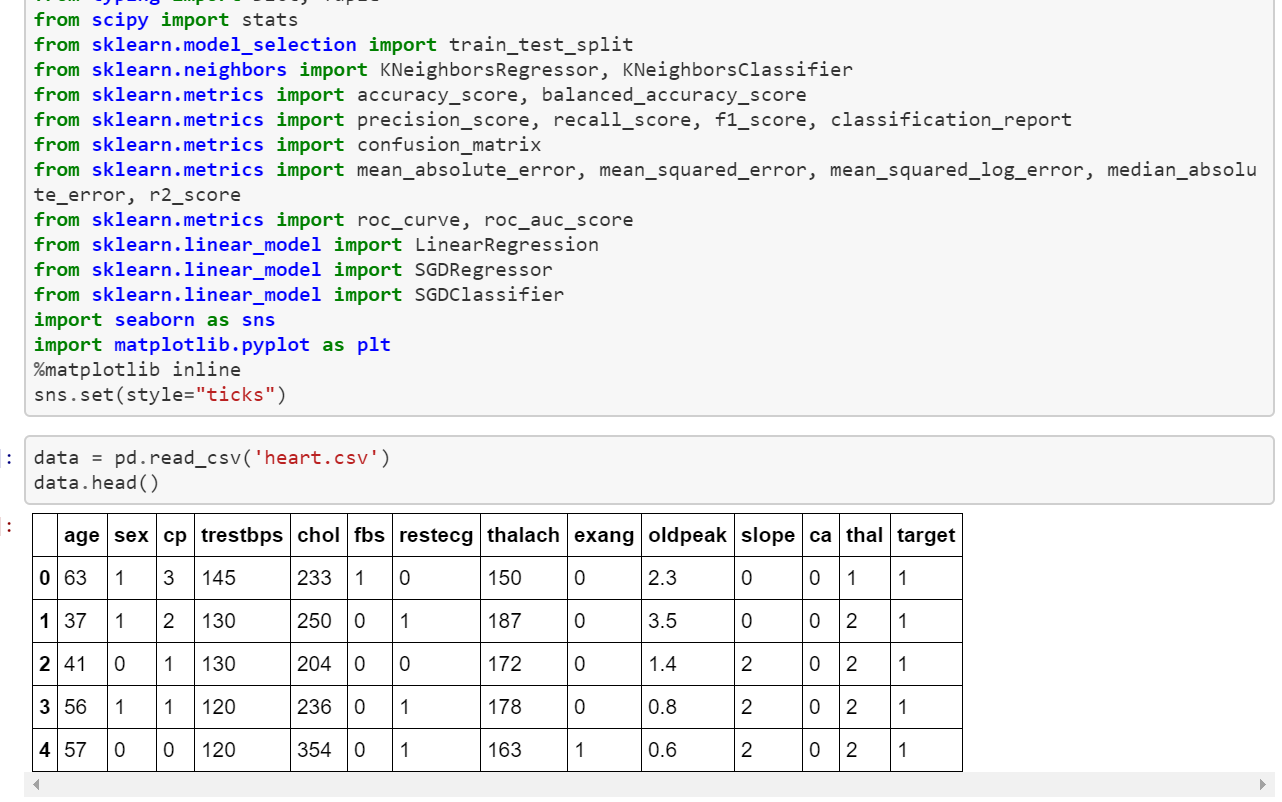 from scipy import stats
from sklearn.model_selection import train_test_split
from sklearn.neighbors import KNeighborsRegressor, KNeighborsClassifier
from sklearn.metrics import accuracy_score, balanced_accuracy_score
from sklearn.metrics import precision_score, recall_score, f1_score, classification_report
from sklearn.metrics import confusion_matrix
from sklearn.metrics import mean_absolute_error, mean_squared_error, mean_squared_log_error, median_absolu
te_error, r2_score
from sklearn.metrics import roc_curve, roc_auc_score
from sklearn.linear_model import LinearRegression
from sklearn.linear_model import SGDRegressor
from sklearn.linear_model import SGDClassifier
import seaborn as sns
import matplotlib.pyplot as plt
%matplotlib inline
sns.set(style="ticks")
]: data = pd.read_csv('heart.csv')
data.head()
]:
age sex cp trestbps chol fbs restecg thalach exang oldpeak slope ca thal target
0 63 1 3 145 233 1 0 150 0 2.3 0 0 1 1
1 37 1 2 130 250 0 1 187 0 3.5 0 0 2 1
2 41 0 1 130 204 0 0 172 0 1.4 2 0 2 1
3 56 1 1 120 236 0 1 178 0 0.8 2 0 2 1
4 57 0 0 120 354 0 1 163 1 0.6 2 0 2 1